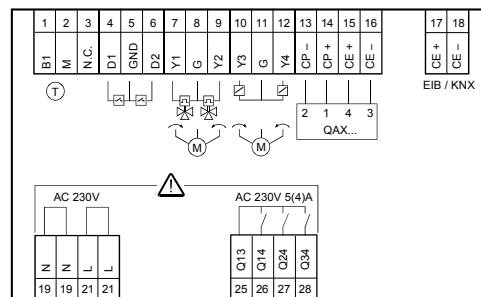 1 2 3 4 5 6 7 8 9 10 11 12 13 14 15 16 17 18
B1 M N.C. D1 GND D2 Y1 G Y2 Y3 G Y4 CP – CP + CE + CE – CE + CE –
T
EIB / KNX
2 1 4 3
QAX...
M M
AC 230V
AC 230V 5(4)A
N N L L Q13 Q14 Q24 Q34
19 19 21 21 25 26 27 28